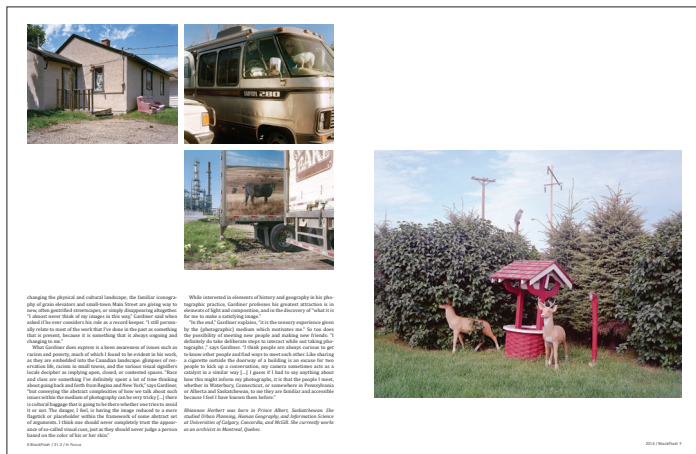 280
changing the physical and cultural landscape, the familiar iconogra-
phy of grain elevators and small-town Main Street are giving way to
new, often gentrified streetscapes, or simply disappearing altogether.
"I almost never think of my images in this way," Gardiner said when
asked if he ever considers his role as a record keeper. "I still person-
ally relate to most of the work that I've done in the past as something
that is present, because it is something that is always ongoing and
changing to me."
What Gardiner does express is a keen awareness of issues such as
racism and poverty, much of which I found to be evident in his work,
as they are embedded into the Canadian landscape: glimpses of res-
ervation life, racism in small towns, and the various visual signifiers
locals decipher as implying open, closed, or contested spaces. "Race
and class are something I've definitely spent a lot of time thinking
about going back and forth from Regina and New York," says Gardiner,
"but conveying the abstract complexities of how we talk about such
issues within the medium of photography can be very tricky [...] there
is cultural baggage that is going to be there whether one tries to avoid
it or not. The danger, I feel, is having the image reduced to a mere
flagstick or placeholder within the framework of some abstract set
of arguments. I think one should never completely trust the appear-
ance of so-called visual cues, just as they should never judge a person
based on the color of his or her skin."
While interested in elements of history and geography in his pho-
tographic practice, Gardiner professes his greatest attraction is in
elements of light and composition, and in the discovery of "what it is
for me to make a satisfying image."
"In the end," Gardiner explains, "it is the sensory experience given
by the (photographic) medium which motivates me." So too does
the possibility of meeting new people and making new friends. "I
definitely do take deliberate steps to interact while out taking pho-
tographs," says Gardiner. "I think people are always curious to get
to know other people and find ways to meet each other. Like sharing
a cigarette outside the doorway of a building is an excuse for two
people to kick up a conversation, my camera sometimes acts as a
catalyst in a similar way [...] I guess if I had to say anything about
how this might inform my photographs, it is that the people I meet,
whether in Waterbury, Connecticut, or somewhere in Pennsylvania
or Alberta and Saskatchewan, to me they are familiar and accessible
because I feel I have known them before."
Rhiannon Herbert was born in Prince Albert, Saskatchewan. She
studied Urban Planning, Human Geography, and Information Science
at Universities of Calgary, Concordia, and McGill. She currently works
as an archivist in Montreal, Quebec.
8 BlackFlash / 31.3 / In Focus
2014 / BlackFlash 9